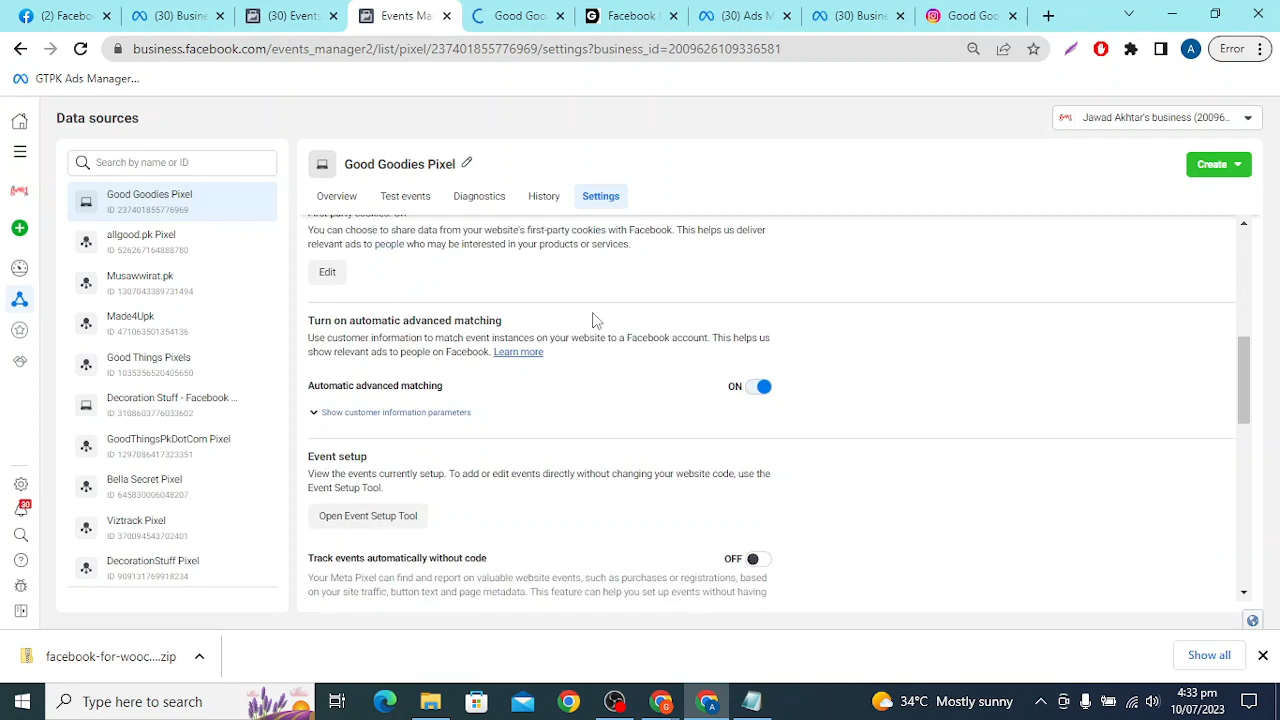 (3) Event
(30) Busine
(3) Events
Events Ma
Good Good
Facebook
(30) Ads M
(30) Busine
Good Goo
business.facebook.com/events_manager2/list/pixel/237401855776969/settings?business_id=2009626109336581
A
Error
GTPK Ads Manager...
Data sources
Jawad Akhtar's business (20096...
Search by name or ID
Good Goodies Pixel
Create
Good Goodies Pixel
ID 237401855776969
Overview Test events Diagnostics History Settings
First-party cookies: On
allgood.pk Pixel
ID 526267164888780
You can choose to share data from your website's first-party cookies with Facebook. This helps us deliver
relevant ads to people who may be interested in your products or services.
Edit
Musawwirat.pk
ID 1307043389731494
Made4Upk
ID 471063501354136
Turn on automatic advanced matching
Use customer information to match event instances on your website to a Facebook account. This helps us
show relevant ads to people on Facebook. Learn more
Good Things Pixels
ID 1035356520405650
Automatic advanced matching
ON
Decoration Stuff - Facebook ...
ID 3108603776033602
Show customer information parameters
GoodThingsPkDotCom Pixel
ID 1297086417323351
Event setup
View the events currently setup. To add or edit events directly without changing your website code, use the
Event Setup Tool.
Bolla Scout Pixel
ID 458300806048207
Open Event Setup Tool
Viztrack Pixel
ID 370094543202401
Track events automatically without code
OFF
DecorationStuff Pixel
ID 909131769918234
Your Meta Pixel can find and report on valuable website events, such as purchases or registrations, based
on your site traffic, button text and page metadata. This feature can help you set up events without having
30
facebook-for-wooc....zip
Show all
Type here to search
34°C Mostly sunny
4:33 pm
10/07/2023